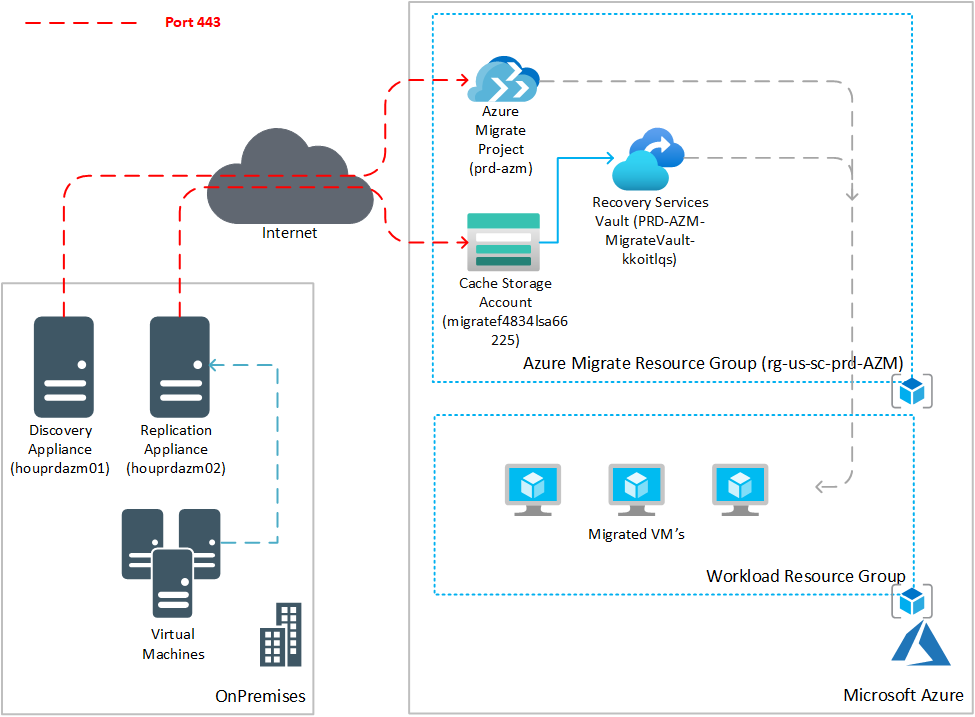 Port 443
Azure
Migrate
Project
(prd-azm)
Recovery Services
Vault (PRD-AZM-
MigrateVault-
kkoitlqs)
Internet
Cache Storage
Account
(migratef4834lsa66
225)
Azure Migrate Resource Group (rg-us-sc-prd-AZM)
Discovery
Appliance
(houprdazm01)
Replication
Appliance
(houprdazm02)
Migrated VM’s
Workload Resource Group
Virtual
Machines
OnPremises
Microsoft Azure